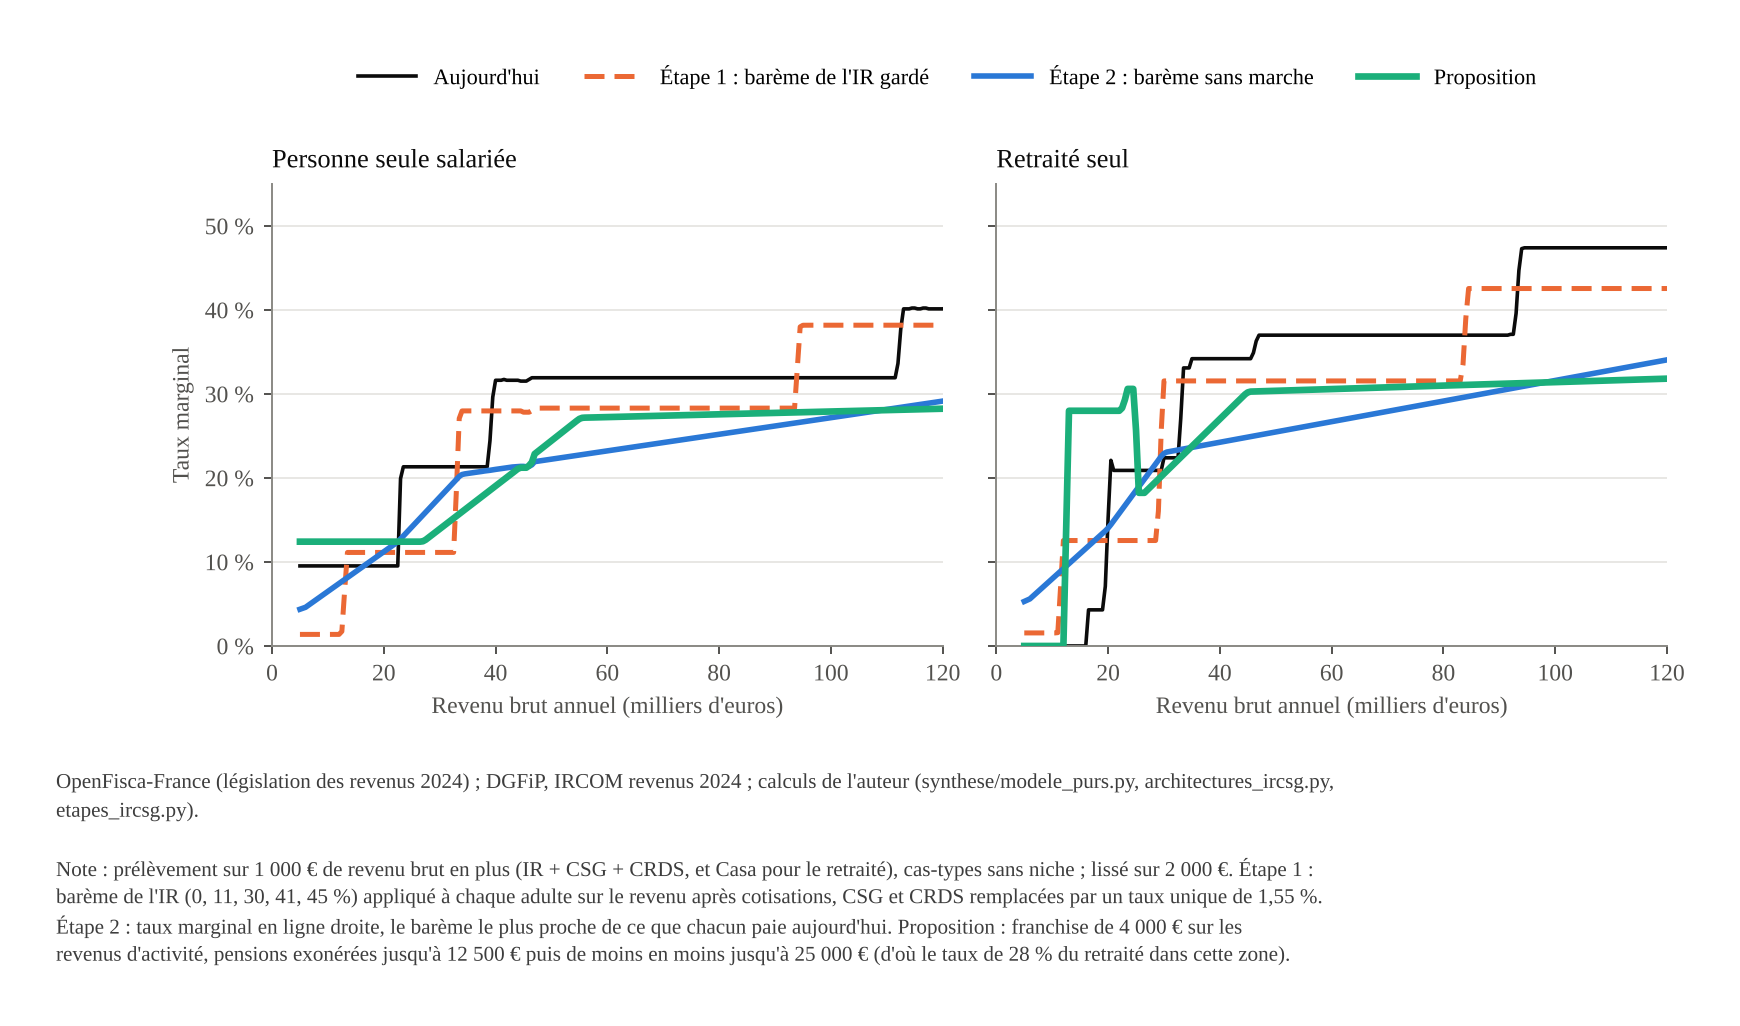 Aujourd'hui
Étape 1 : barème de l'IR gardé
Étape 2 : barème sans marche
Proposition
Personne seule salariée
Retraité seul
Taux marginal
50 %
40 %
30 %
20 %
10 %
0 %
0 20 40 60 80 100 120
0 20 40 60 80 100 120
Revenu brut annuel (milliers d'euros)
Revenu brut annuel (milliers d'euros)
OpenFisca-France (législation des revenus 2024) ; DGFiP, IRCOM revenus 2024 ; calculs de l'auteur (synthese/modele_purs.py, architectures_ircsg.py,
etapes_ircsg.py).
Note : prélèvement sur 1 000 € de revenu brut en plus (IR + CSG + CRDS, et Casa pour le retraité), cas-types sans niche ; lissé sur 2 000 €. Étape 1 :
barème de l'IR (0, 11, 30, 41, 45 %) appliqué à chaque adulte sur le revenu après cotisations, CSG et CRDS remplacées par un taux unique de 1,55 %.
Étape 2 : taux marginal en ligne droite, le barème le plus proche de ce que chacun paie aujourd'hui. Proposition : franchise de 4 000 € sur les
revenus d'activité, pensions exonérées jusqu'à 12 500 € puis de moins en moins jusqu'à 25 000 € (d'où le taux de 28 % du retraité dans cette zone).